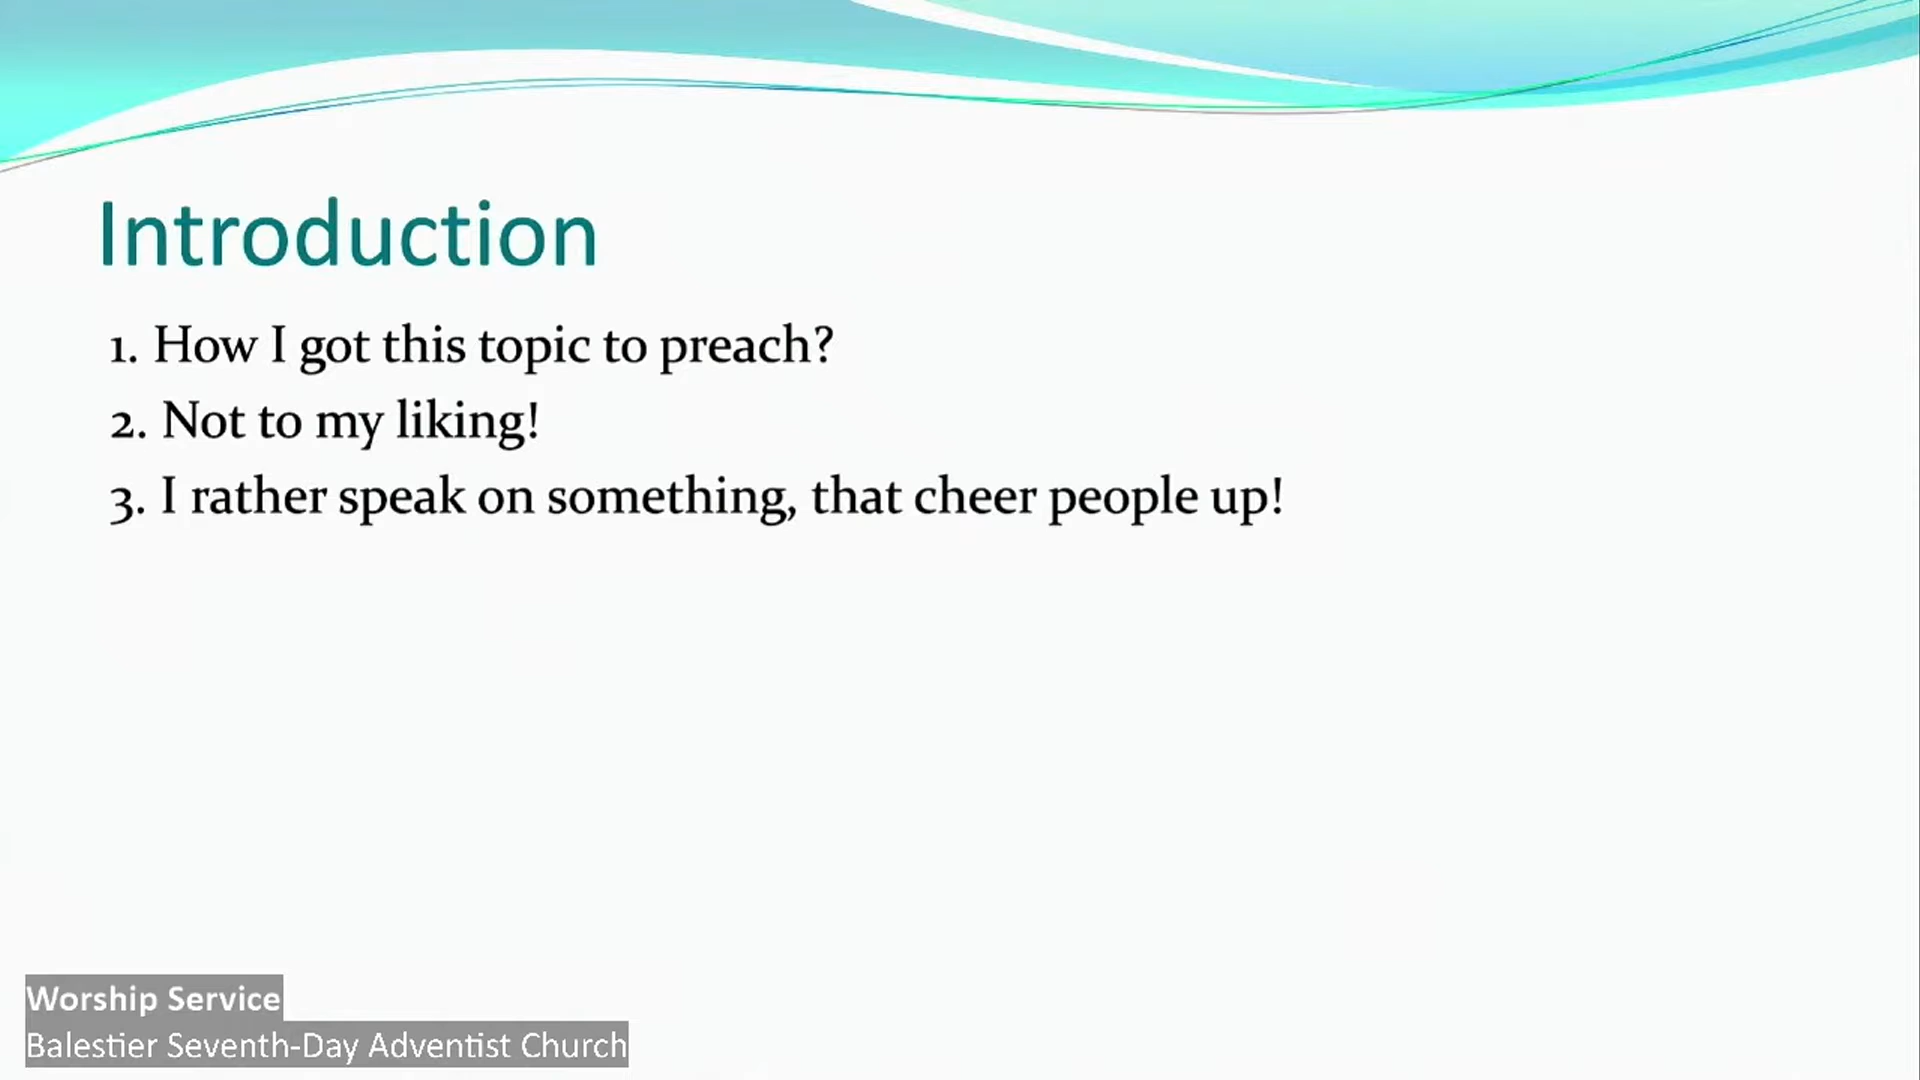 Introduction
1. How I got this topic to preach?
2. Not to my liking!
3. I rather speak on something, that cheer people up!
Worship Service
Balestier Seventh-Day Adventist Church